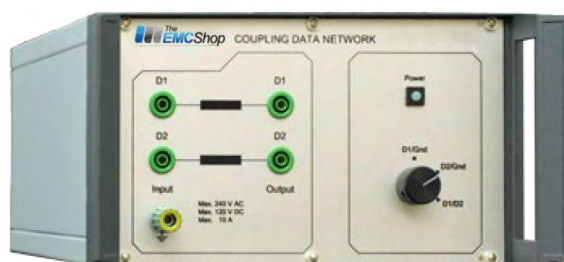 The
EMCShop COUPLING DATA NETWORK
D1 D1
D2 D2
Input Output
Max. 240 V AC
Max. 120 V DC
Max. 10 A
Power
D1/Gnd
D2/Gnd
D1/D2